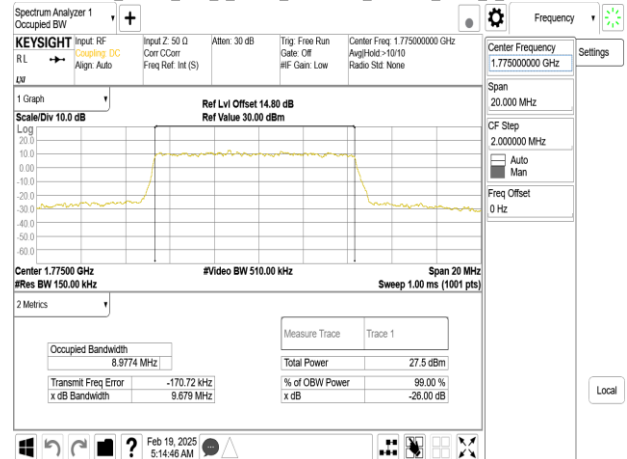 Spectrum Analyzer 1
Occupied BW
Frequency
KEYSIGHT
RL
Input: RF
Coupling: DC
Align: Auto
Input Z: 50 Ω
Corr CCorr
Freq Ref: Int (S)
Atten: 30 dB
Trig: Free Run
Gate: Off
#IF Gain: Low
Center Freq: 1.775000000 GHz
Avg|Hold:>10/10
Radio Std: None
LXI
Center Frequency
1.775000000 GHz
Settings
Span
20.000 MHz
CF Step
2.000000 MHz
Auto
Man
Freq Offset
0 Hz
Local
1 Graph
Scale/Div 10.0 dB
Ref Lvl Offset 14.80 dB
Ref Value 30.00 dBm
Log
20.0
10.0
0.00
-10.0
-20.0
-30.0
-40.0
-50.0
-60.0
Center 1.77500 GHz
#Res BW 150.00 kHz
#Video BW 510.00 kHz
Span 20 MHz
Sweep 1.00 ms (1001 pts)
2 Metrics
Measure Trace Trace 1
Occupied Bandwidth
8.9774 MHz
Total Power 27.5 dBm
Transmit Freq Error -170.72 kHz
% of OBW Power 99.00 %
x dB Bandwidth 9.679 MHz
x dB -26.00 dB
?
Feb 19, 2025
5:14:46 AM